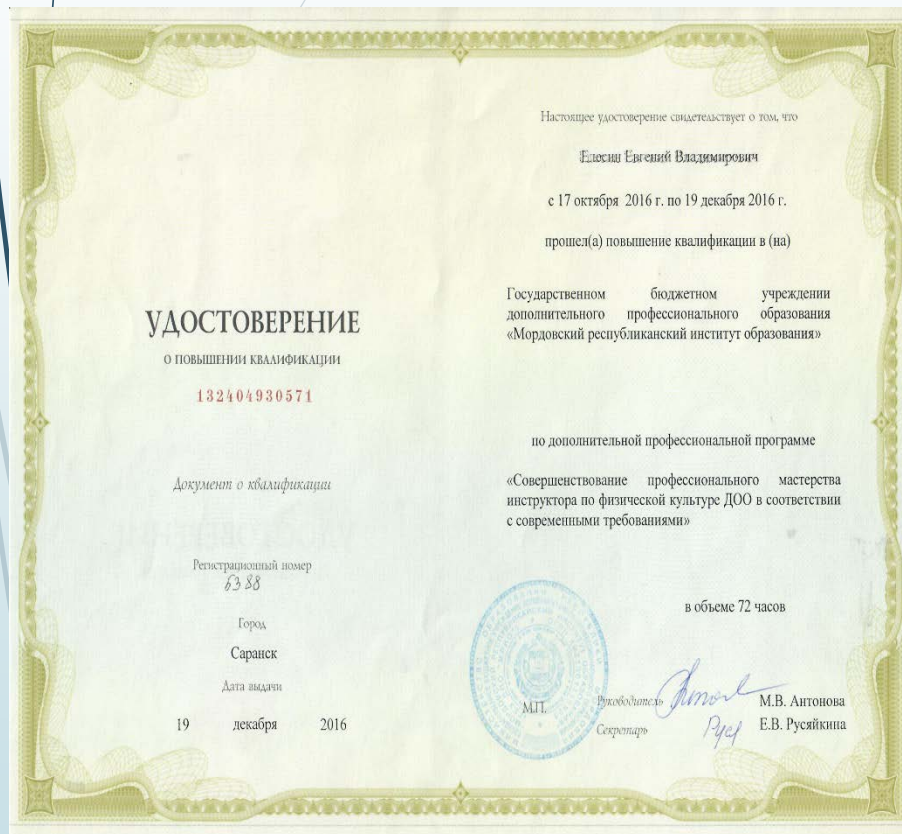 УДОСТОВЕРЕНИЕ
О ПОВЫШЕНИИ КВАЛИФИКАЦИИ
132404930571
Документ о квалификации
Регистрационный номер
6388
Город
Саранск
Дата выдачи
19 декабря 2016
Настоящее удостоверение свидетельствует о том, что
Елесин Евгений Владимирович
с 17 октября 2016 г. по 19 декабря 2016 г.
прошел(а) повышение квалификации в (на)
Государственном бюджетном учреждении
дополнительного профессионального образования
«Мордовский республиканский институт образования»
по дополнительной профессиональной программе
«Совершенствование профессионального мастерства
инструктора по физической культуре ДОО в соответствии
с современными требованиями»
в объеме 72 часов
М.П.
Руководитель М.В. Антонова
Секретарь Е.В. Русяйкина